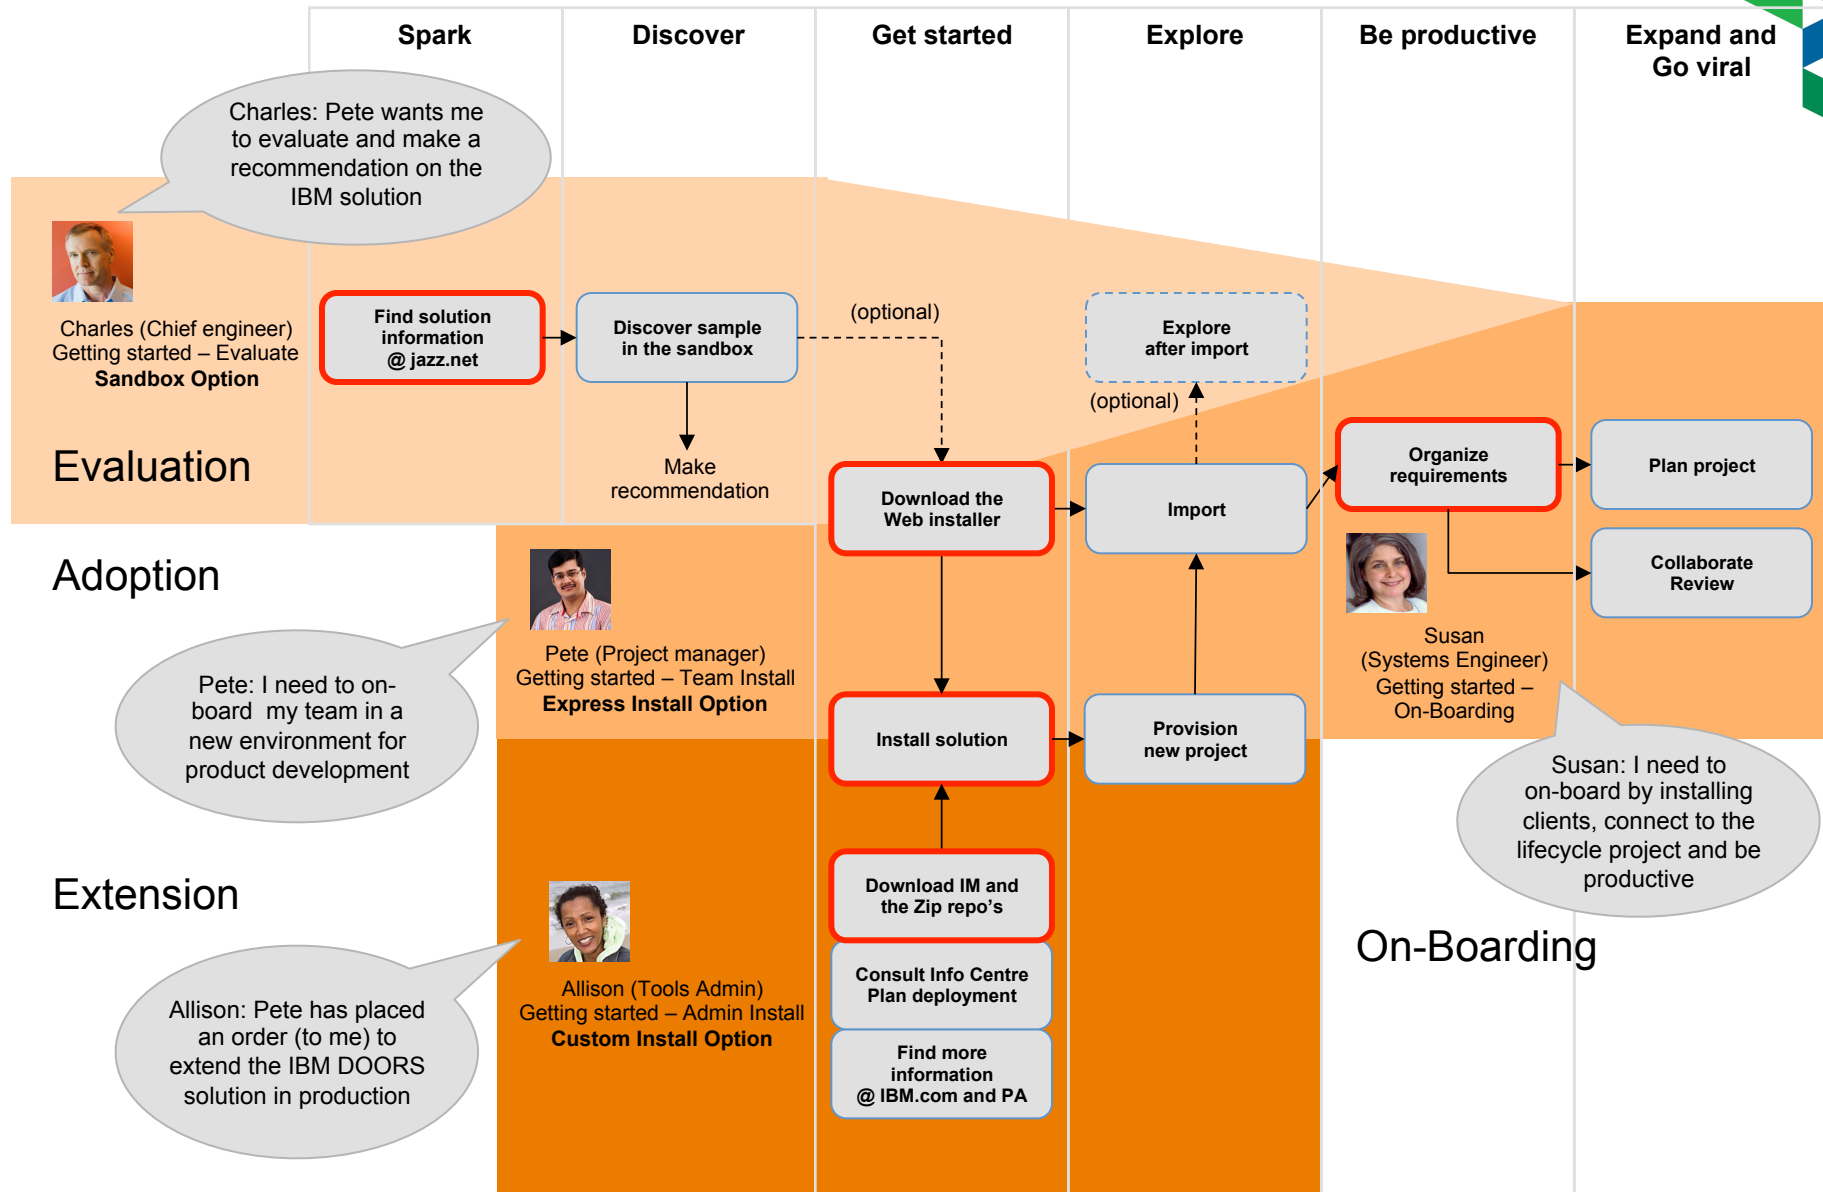 Spark
Discover
Get started
Explore
Be productive
Expand and
Go viral
Charles: Pete wants me
to evaluate and make a
recommendation on the
IBM solution
Charles (Chief engineer)
Getting started – Evaluate
Sandbox Option
Find solution
information
@ jazz.net
Discover sample
in the sandbox
(optional)
Explore
after import
(optional)
Make
recommendation
Evaluation
Download the
Web installer
Import
Organize
requirements
Plan project
Adoption
Collaborate
Review
Pete (Project manager)
Getting started – Team Install
Express Install Option
Susan
(Systems Engineer)
Getting started –
On-Boarding
Pete: I need to on-
board my team in a
new environment for
product development
Install solution
Provision
new project
Susan: I need to
on-board by installing
clients, connect to the
lifecycle project and be
productive
Extension
Download IM and
the Zip repo's
On-Boarding
Consult Info Centre
Plan deployment
Allison (Tools Admin)
Getting started – Admin Install
Custom Install Option
Allison: Pete has placed
an order (to me) to
extend the IBM DOORS
solution in production
Find more
information
@ IBM.com and PA